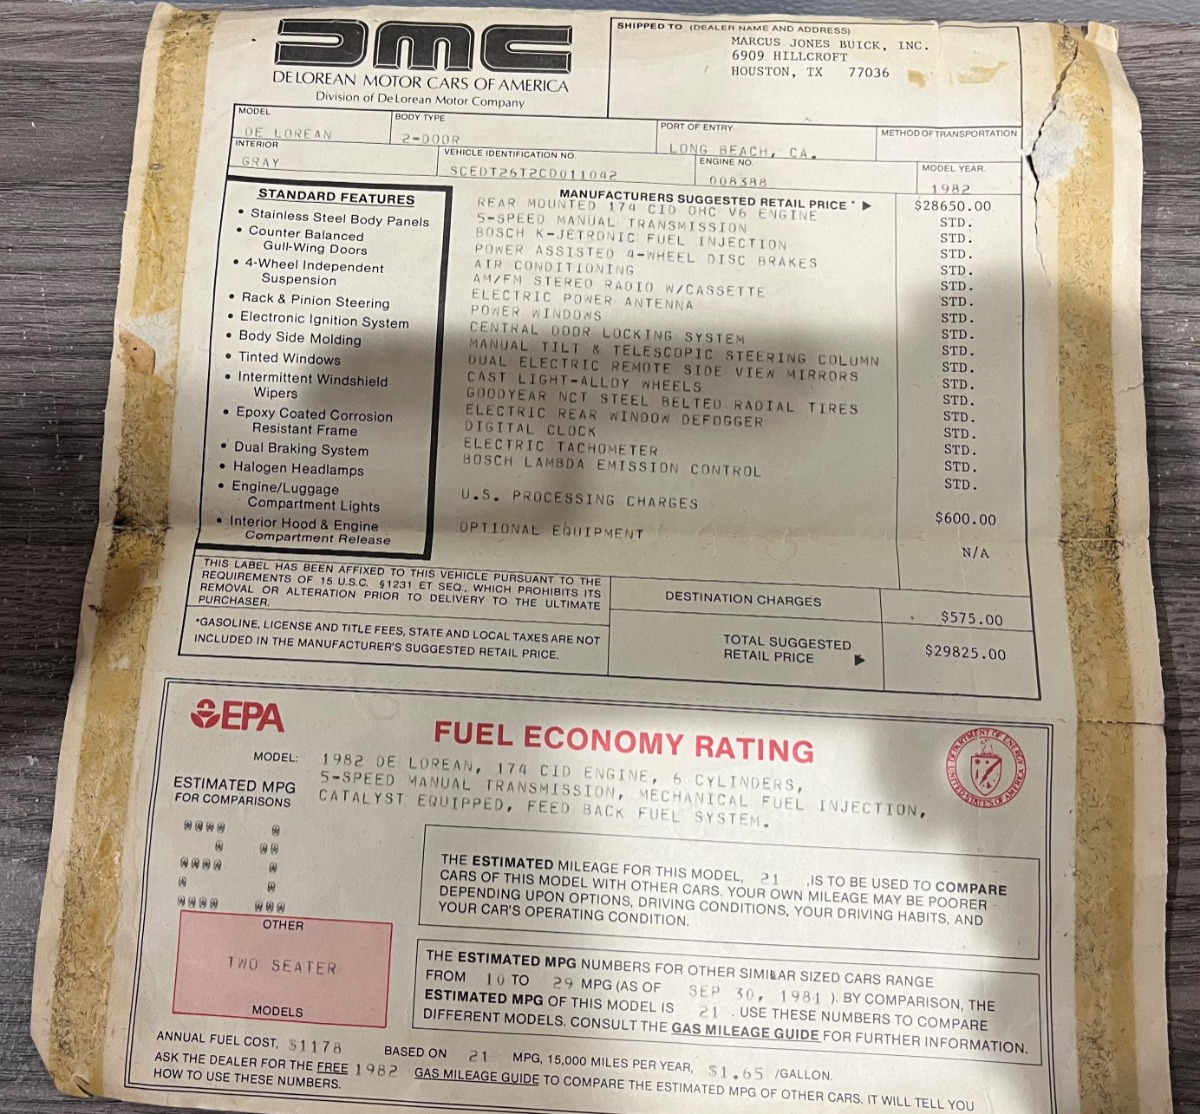 DMC
DELOREAN MOTOR CARS OF AMERICA
Division of DeLorean Motor Company
SHIPPED TO (DEALER NAME AND ADDRESS)
MARCUS JONES BUICK, INC.
6909 HILLCROFT
HOUSTON, TX 77036
MODEL
DE LOREAN
BODY TYPE
2-DOOR
PORT OF ENTRY
LONG BEACH, CA.
METHOD OF TRANSPORTATION
INTERIOR
GRAY
VEHICLE IDENTIFICATION NO.
SCEDT26T2CD011042
ENGINE NO.
008388
MODEL YEAR.
1982
STANDARD FEATURES
• Stainless Steel Body Panels
• Counter Balanced
Gull-Wing Doors
• 4-Wheel Independent
Suspension
• Rack & Pinion Steering
• Electronic Ignition System
• Body Side Molding
• Tinted Windows
• Intermittent Windshield
Wipers
• Epoxy Coated Corrosion
Resistant Frame
• Dual Braking System
• Halogen Headlamps
• Engine/Luggage
Compartment Lights
• Interior Hood & Engine
Compartment Release
MANUFACTURERS SUGGESTED RETAIL PRICE * ▶ $28650.00
REAR MOUNTED 174 CID OHC V6 ENGINE STD.
5-SPEED MANUAL TRANSMISSION STD.
BOSCH K-JETRONIC FUEL INJECTION STD.
POWER ASSISTED 4-WHEEL DISC BRAKES STD.
AIR CONDITIONING STD.
AM/FM STEREO RADIO W/CASSETTE STD.
ELECTRIC POWER ANTENNA STD.
POWER WINDOWS STD.
CENTRAL DOOR LOCKING SYSTEM STD.
MANUAL TILT & TELESCOPIC STEERING COLUMN STD.
DUAL ELECTRIC REMOTE SIDE VIEW MIRRORS STD.
CAST LIGHT-ALLOY WHEELS STD.
GOODYEAR NCT STEEL BELTED RADIAL TIRES STD.
ELECTRIC REAR WINDOW DEFOGGER STD.
DIGITAL CLOCK STD.
ELECTRIC TACHOMETER STD.
BOSCH LAMBDA EMISSION CONTROL STD.
U.S. PROCESSING CHARGES $600.00
OPTIONAL EQUIPMENT N/A
THIS LABEL HAS BEEN AFFIXED TO THIS VEHICLE PURSUANT TO THE
REQUIREMENTS OF 15 U.S.C. §1231 ET SEQ., WHICH PROHIBITS ITS
REMOVAL OR ALTERATION PRIOR TO DELIVERY TO THE ULTIMATE
PURCHASER.
*GASOLINE, LICENSE AND TITLE FEES, STATE AND LOCAL TAXES ARE NOT
INCLUDED IN THE MANUFACTURER'S SUGGESTED RETAIL PRICE.
DESTINATION CHARGES $575.00
TOTAL SUGGESTED
RETAIL PRICE ▶ $29825.00
EPA
FUEL ECONOMY RATING
DEPARTMENT OF ENERGY
UNITED STATES OF AMERICA
MODEL: 1982 DE LOREAN, 174 CID ENGINE, 6 CYLINDERS,
5-SPEED MANUAL TRANSMISSION, MECHANICAL FUEL INJECTION,
CATALYST EQUIPPED, FEED BACK FUEL SYSTEM.
ESTIMATED MPG
FOR COMPARISONS
21
OTHER
TWO SEATER
MODELS
THE ESTIMATED MILEAGE FOR THIS MODEL, 21 ,IS TO BE USED TO COMPARE
CARS OF THIS MODEL WITH OTHER CARS. YOUR OWN MILEAGE MAY BE POORER
DEPENDING UPON OPTIONS, DRIVING CONDITIONS, YOUR DRIVING HABITS, AND
YOUR CAR'S OPERATING CONDITION.
THE ESTIMATED MPG NUMBERS FOR OTHER SIMILAR SIZED CARS RANGE
FROM 10 TO 29 MPG (AS OF SEP 30, 1981 ). BY COMPARISON, THE
ESTIMATED MPG OF THIS MODEL IS 21 . USE THESE NUMBERS TO COMPARE
DIFFERENT MODELS. CONSULT THE GAS MILEAGE GUIDE FOR FURTHER INFORMATION.
ANNUAL FUEL COST, $1178 BASED ON 21 MPG, 15,000 MILES PER YEAR, $1.65 /GALLON.
ASK THE DEALER FOR THE FREE 1982 GAS MILEAGE GUIDE TO COMPARE THE ESTIMATED MPG OF OTHER CARS. IT WILL TELL YOU
HOW TO USE THESE NUMBERS.